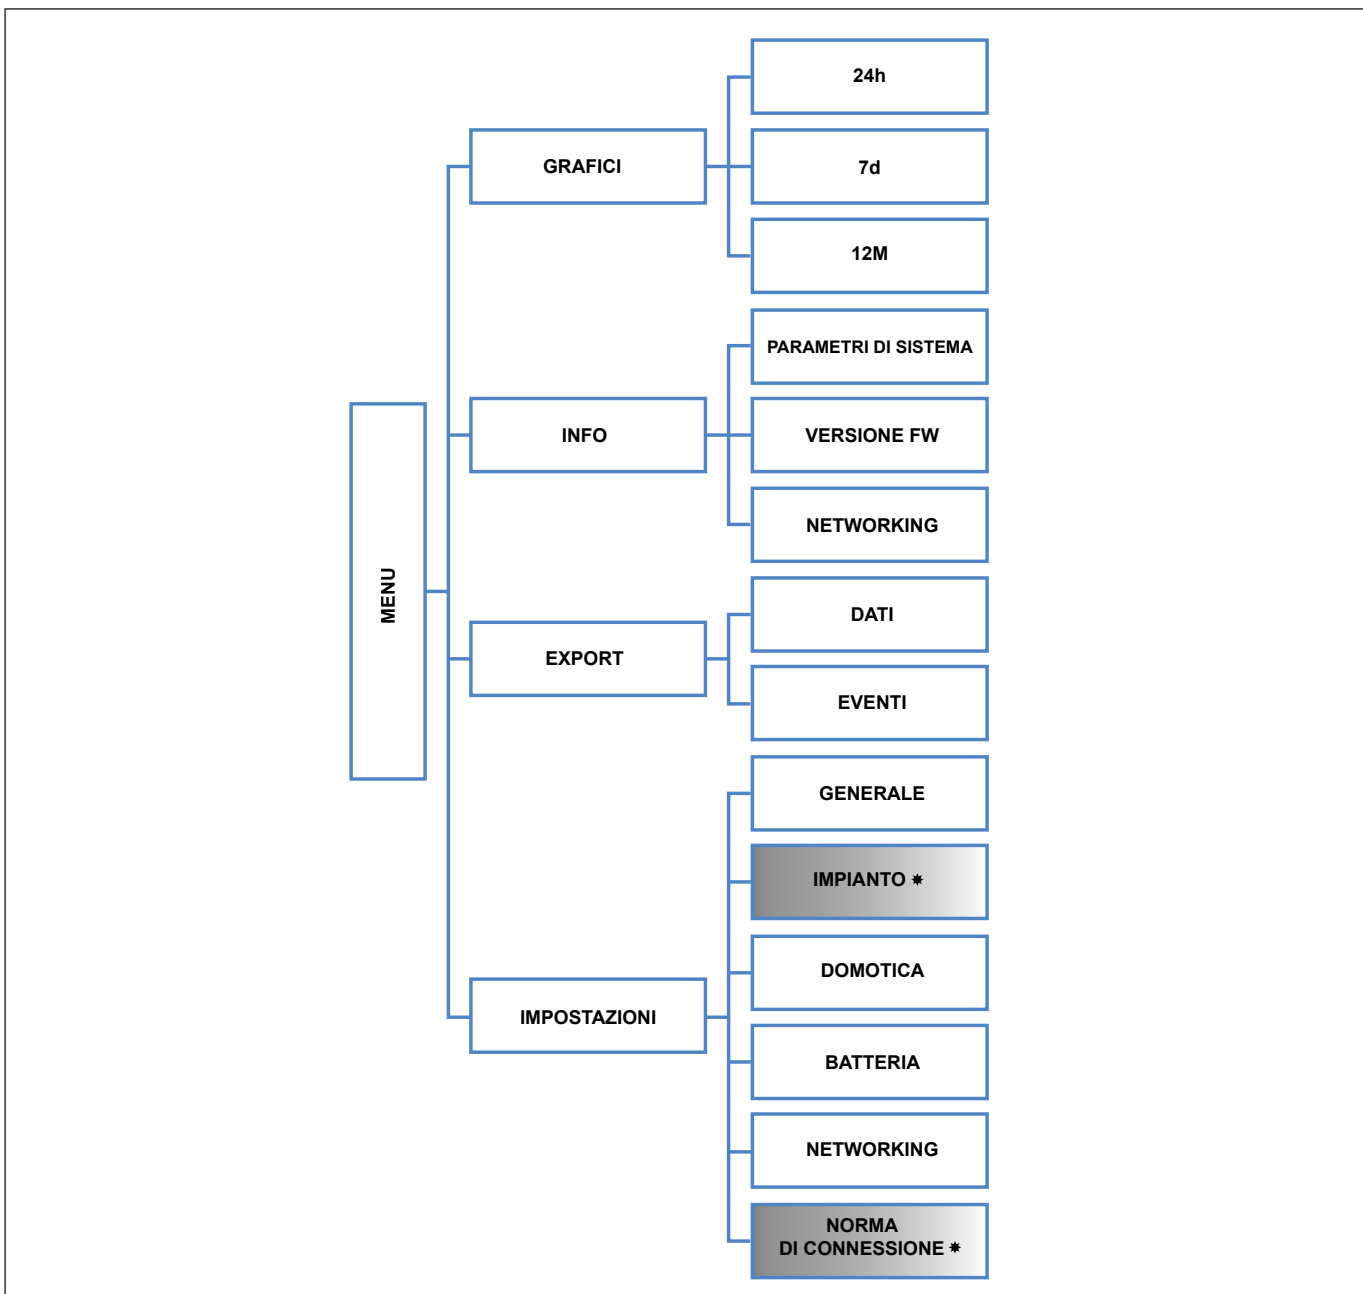 MENU
GRAFICI
24h
7d
12M
INFO
PARAMETRI DI SISTEMA
VERSIONE FW
NETWORKING
EXPORT
DATI
EVENTI
IMPOSTAZIONI
GENERALE
IMPIANTO ✷
DOMOTICA
BATTERIA
NETWORKING
NORMA
DI CONNESSIONE ✷